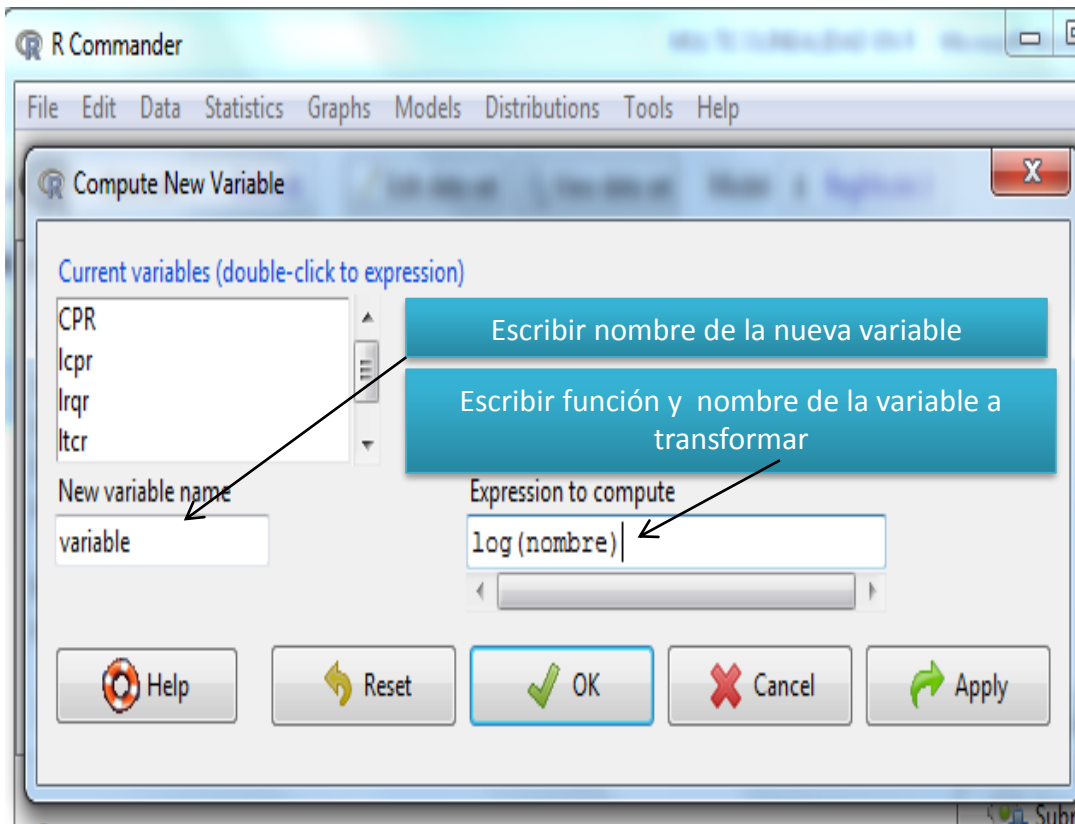 R Commander
File Edit Data Statistics Graphs Models Distributions Tools Help
Compute New Variable
X
Current variables (double-click to expression)
CPR
lcpr
lrqr
ltcr
Escribir nombre de la nueva variable
Escribir función y nombre de la variable a
transformar
New variable name
Expression to compute
variable
log(nombre)
Help
Reset
OK
Cancel
Apply